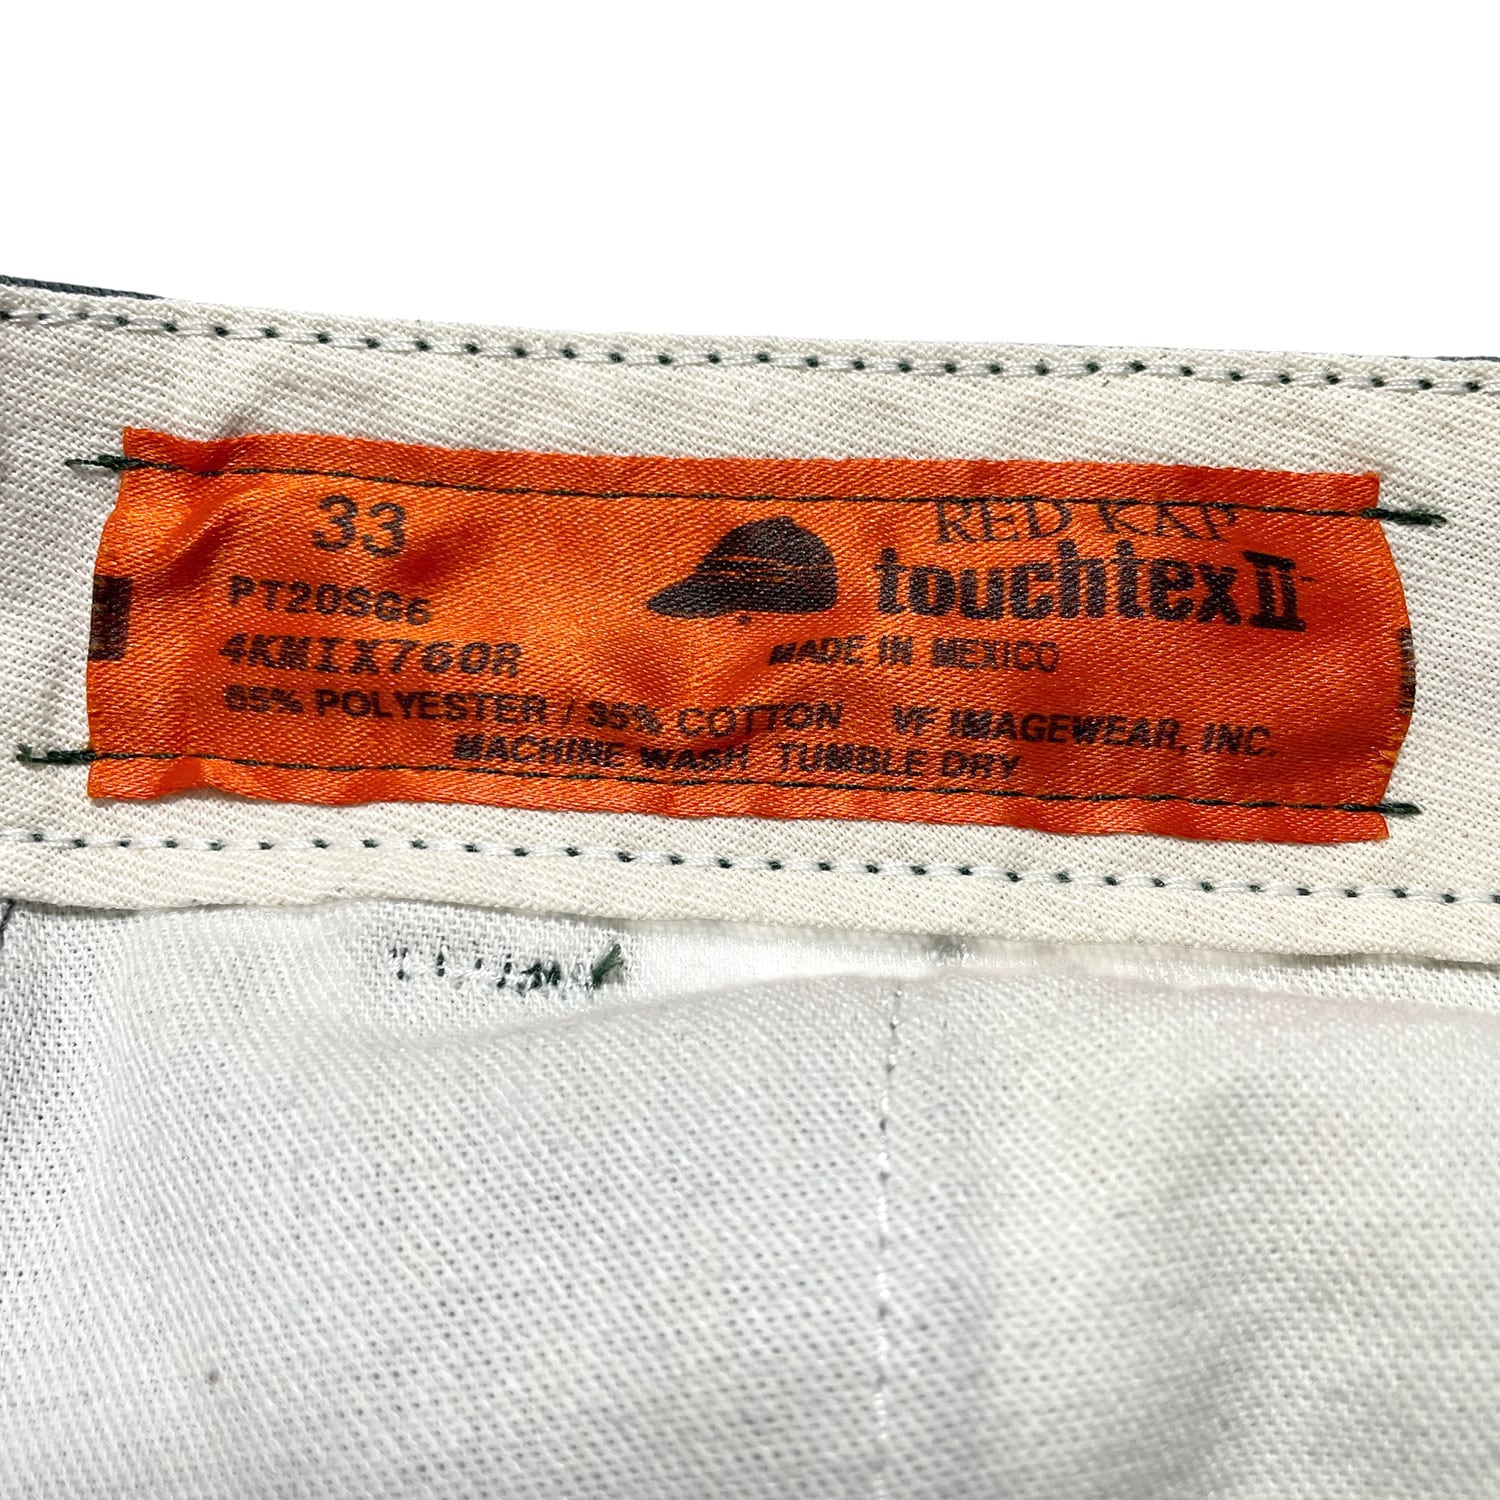 33
RED KAP
touchtex II™
PT20SG6
MADE IN MEXICO
4KMIX760R
65% POLYESTER / 35% COTTON VF IMAGEWEAR, INC.
MACHINE WASH TUMBLE DRY